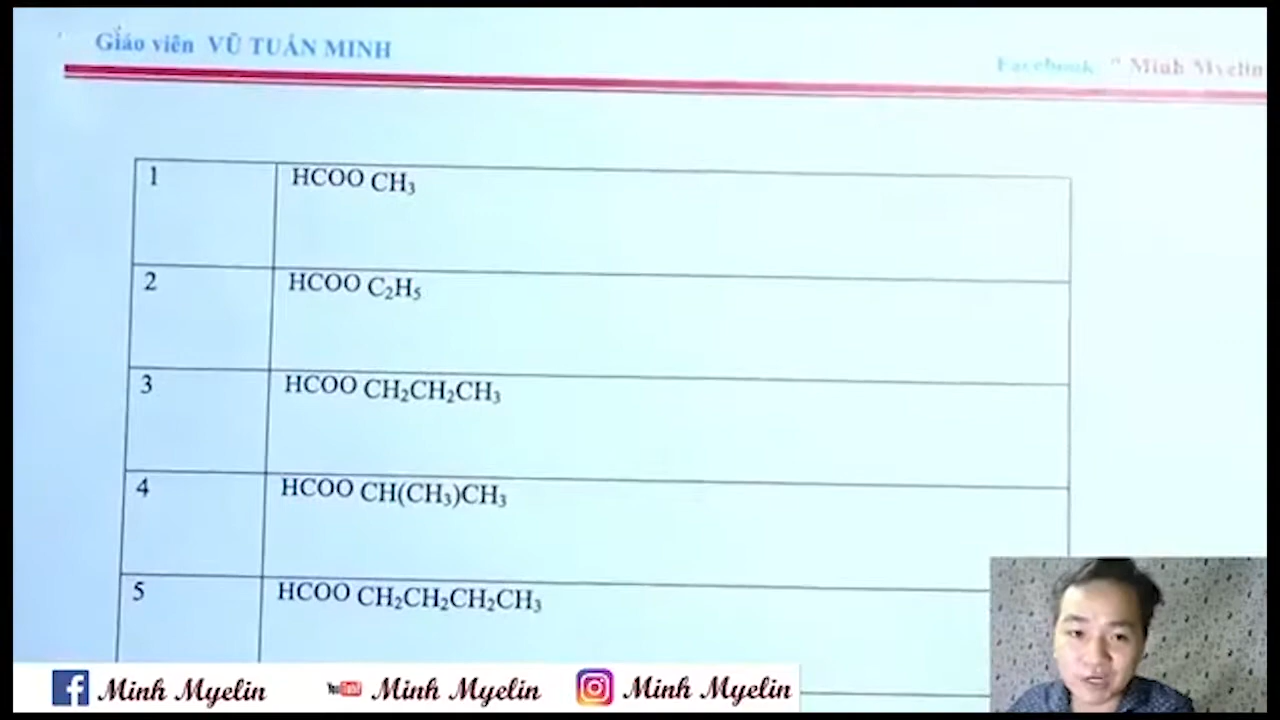 Giáo viên VŨ TUẤN MINH
Facebook: " Minh Myelin
1
HCOO CH₃
2
HCOO C₂H₅
3
HCOO CH₂CH₂CH₃
4
HCOO CH(CH₃)CH₃
5
HCOO CH₂CH₂CH₂CH₃
Minh Myelin
YouTube Minh Myelin
Minh Myelin